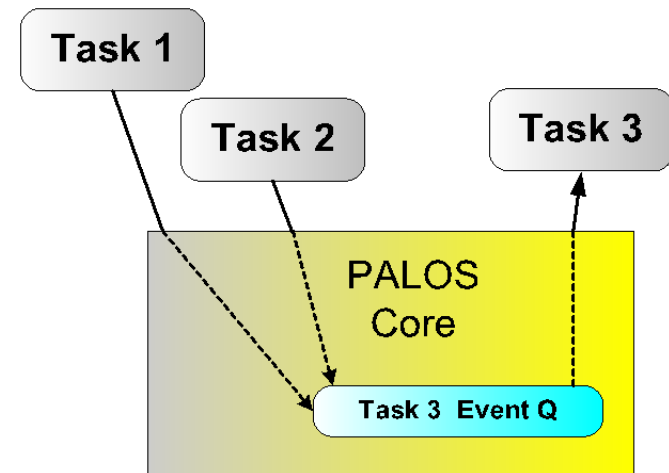 Task 1
Task 2
Task 3
PALOS
Core
Task 3 Event Q